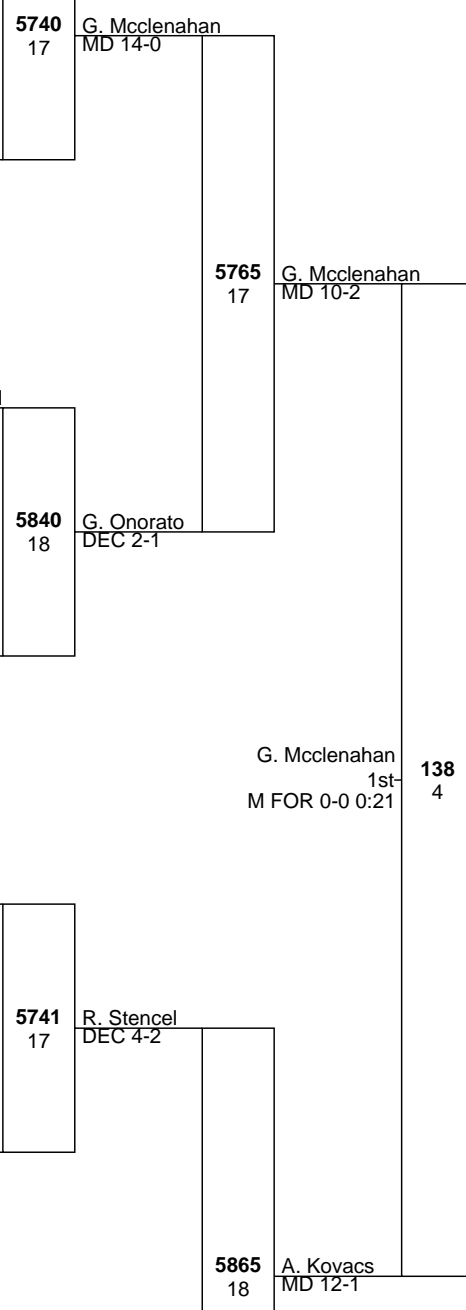 5740
17
G. Mcclenahan
MD 14-0
5765
17
G. Mcclenahan
MD 10-2
5840
18
G. Onorato
DEC 2-1
G. Mcclenahan
1st
M FOR 0-0 0:21
138
4
5741
17
R. Stencel
DEC 4-2
5865
18
A. Kovacs
MD 12-1